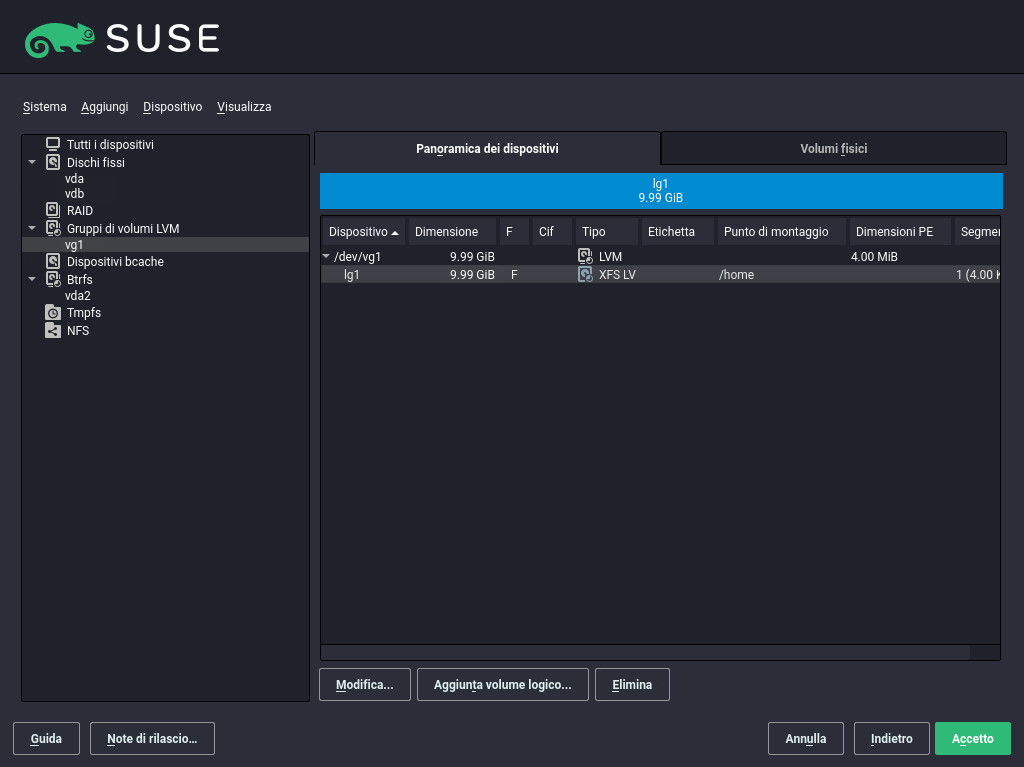 SUSE
Sistema Aggiungi Dispositivo Visualizza
Tutti i dispositivi
Dischi fissi
vda
vdb
RAID
Gruppi di volumi LVM
vg1
Dispositivi bcache
Btrfs
vda2
Tmpfs
NFS
Panoramica dei dispositivi Volumi fisici
lg1
9.99 GiB
Dispositivo Dimensione F Cif Tipo Etichetta Punto di montaggio Dimensioni PE Segmen
/dev/vg1 9.99 GiB LVM 4.00 MiB
lg1 9.99 GiB F XFS LV /home 1 (4.00 K
Modifica... Aggiunta volume logico... Elimina
Guida Note di rilascio... Annulla Indietro Accetto